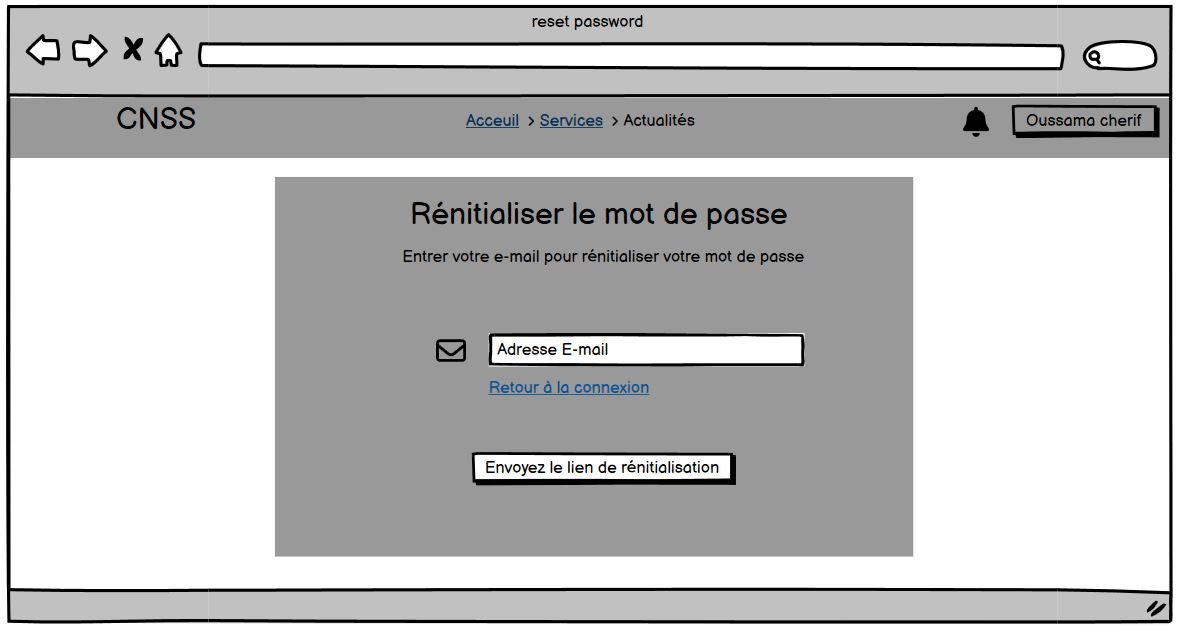 reset password
CNSS
Acceuil > Services > Actualités
Oussama cherif
Rénitialiser le mot de passe
Entrer votre e-mail pour rénitialiser votre mot de passe
Adresse E-mail
Retour à la connexion
Envoyez le lien de rénitialisation